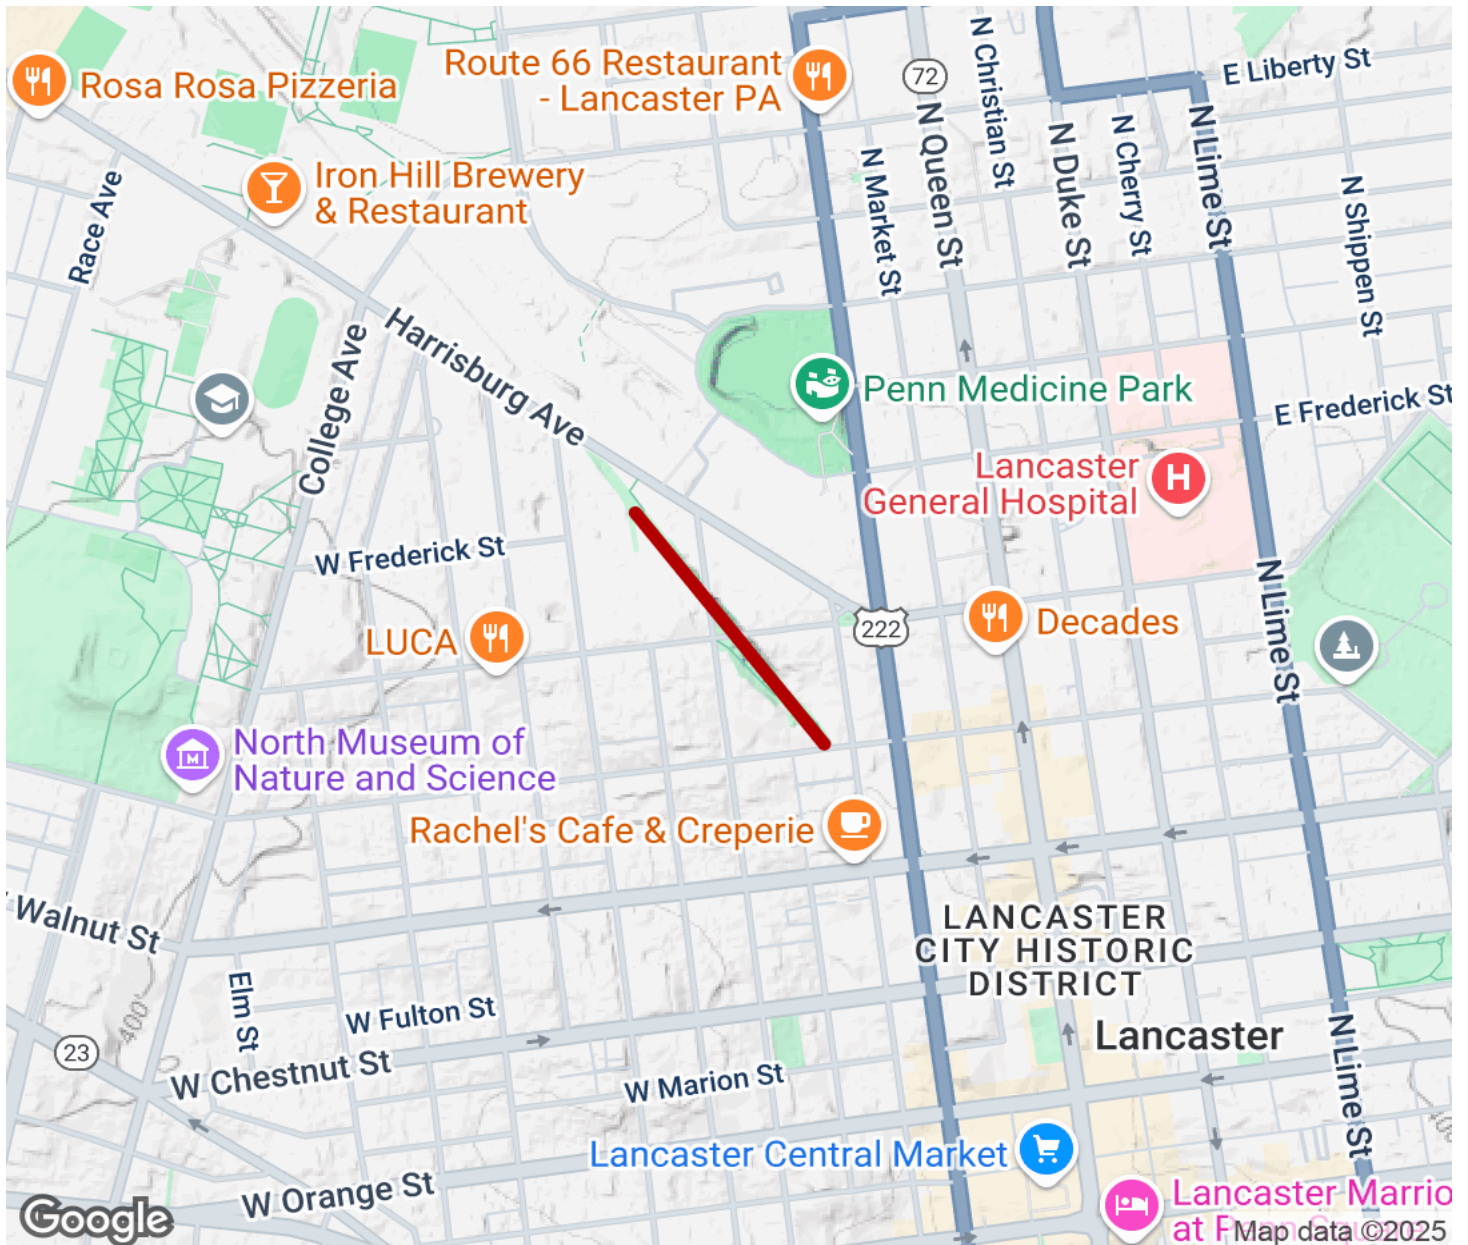 Rosa Rosa Pizzeria
Route 66 Restaurant
- Lancaster PA
72
N Christian St
E Liberty St
N Queen St
N Market St
N Duke St
N Cherry St
N Lime St
N Shippen St
Race Ave
Iron Hill Brewery
& Restaurant
College Ave
Harrisburg Ave
Penn Medicine Park
E Frederick St
Lancaster
General Hospital
H
W Frederick St
N Lime St
LUCA
222
Decades
North Museum of
Nature and Science
M
Rachel's Cafe & Creperie
Walnut St
LANCASTER
CITY HISTORIC
DISTRICT
Elm St
400'
W Fulton St
23
W Chestnut St
Lancaster
N Lime St
W Marion St
Lancaster Central Market
W Orange St
Lancaster Marrio
at Penn Square
Google
Map data ©2025